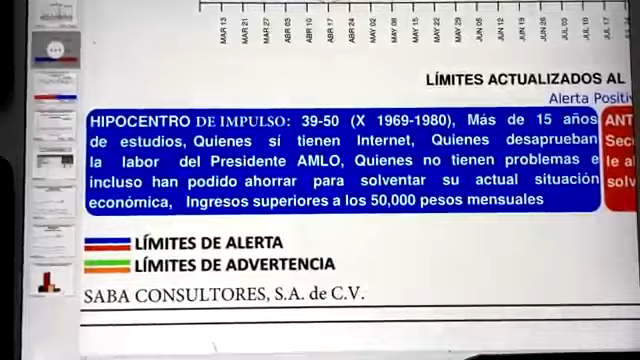 MAR 13
MAR 21
MAR 27
ABR 03
ABR 10
ABR 17
ABR 24
MAY 02
MAY 08
MAY 15
MAY 22
MAY 29
JUN 05
JUN 12
JUN 19
JUN 26
JUL 03
JUL 10
JUL 17
LÍMITES ACTUALIZADOS AL
Alerta Positiv
HIPOCENTRO DE IMPULSO: 39-50 (X 1969-1980), Más de 15 años
de estudios, Quienes sí tienen Internet, Quienes desaprueban
la labor del Presidente AMLO, Quienes no tienen problemas e
incluso han podido ahorrar para solventar su actual situación
económica, Ingresos superiores a los 50,000 pesos mensuales
ANT
Sec
le a
solv
LÍMITES DE ALERTA
LÍMITES DE ADVERTENCIA
SABA CONSULTORES, S.A. de C.V.